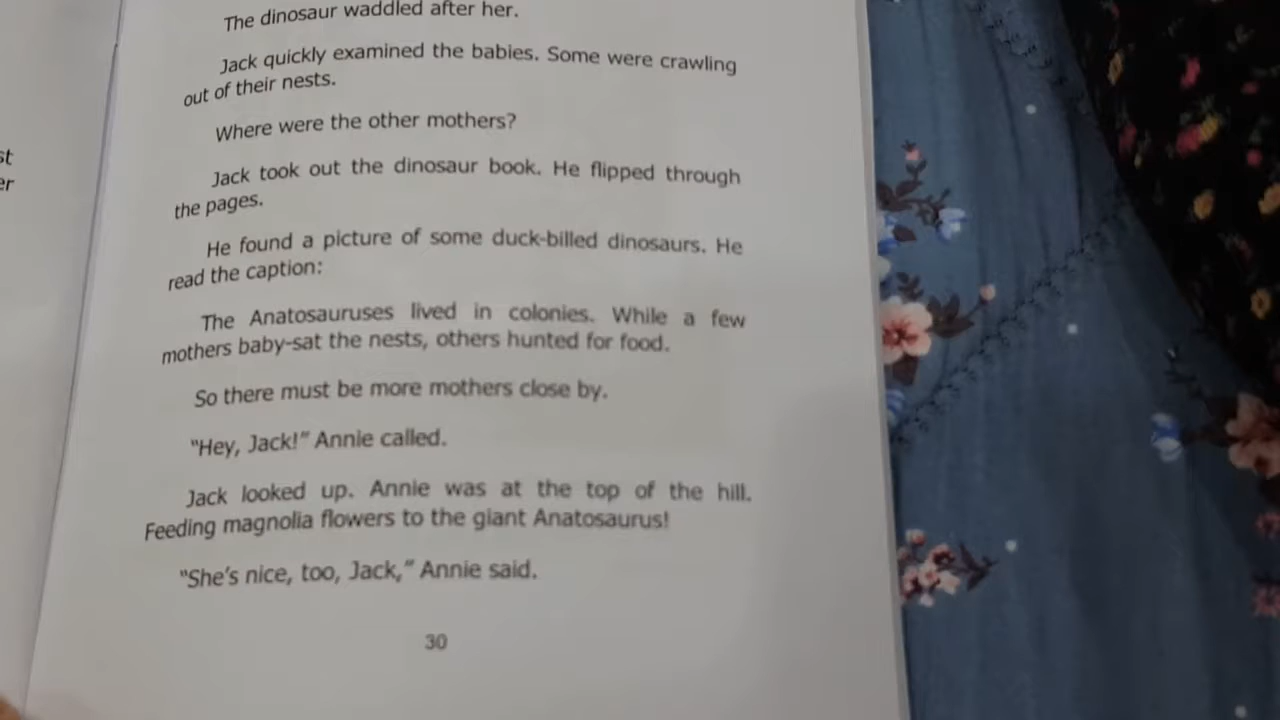 The dinosaur waddled after her.
Jack quickly examined the babies. Some were crawling
out of their nests.
Where were the other mothers?
st
er
Jack took out the dinosaur book. He flipped through
the pages.
He found a picture of some duck-billed dinosaurs. He
read the caption:
The Anatosauruses lived in colonies. While a few
mothers baby-sat the nests, others hunted for food.
So there must be more mothers close by.
"Hey, Jack!" Annie called.
Jack looked up. Annie was at the top of the hill.
Feeding magnolia flowers to the giant Anatosaurus!
"She's nice, too, Jack," Annie said.
30